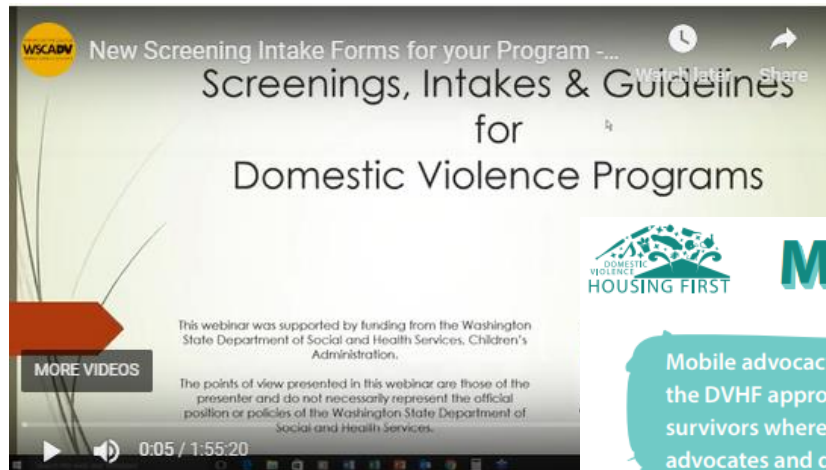 WSCADV
New Screening Intake Forms for your Program -...
Watch later
Share
Screenings, Intakes & Guidelines
for
Domestic Violence Programs
This webinar was supported by funding from the Washington
State Department of Social and Health Services, Children's
Administration.
The points of view presented in this webinar are those of the
presenter and do not necessarily represent the official
position or policies of the Washington State Department of
Social and Health Services.
MORE VIDEOS
0:05 / 1:55:20
DOMESTIC
VIOLENCE
HOUSING FIRST
M
Mobile advocac
the DVHF appro
survivors where
advocates and